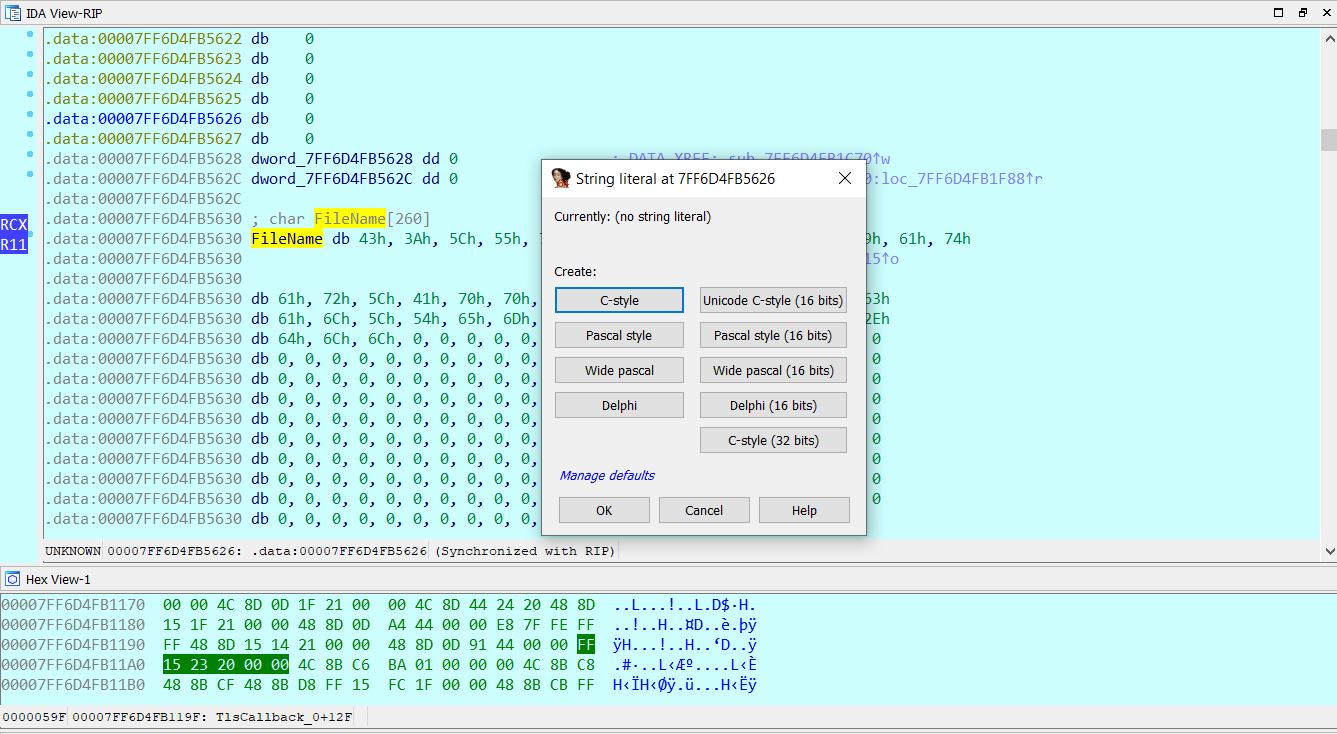 IDA View-RIP
.data:00007FF6D4FB5622 db    0
.data:00007FF6D4FB5623 db    0
.data:00007FF6D4FB5624 db    0
.data:00007FF6D4FB5625 db    0
.data:00007FF6D4FB5626 db    0
.data:00007FF6D4FB5627 db    0
.data:00007FF6D4FB5628 dword_7FF6D4FB5628 dd 0 ; DATA XREF: sub_7FF6D4FB1C70↑w
.data:00007FF6D4FB562C dword_7FF6D4FB562C dd 0 0:loc_7FF6D4FB1F88↑r
.data:00007FF6D4FB562C
.data:00007FF6D4FB5630 ; char FileName[260]
RCX
R11
.data:00007FF6D4FB5630 FileName db 43h, 3Ah, 5Ch, 55h, 9h, 61h, 74h
.data:00007FF6D4FB5630 15↑o
.data:00007FF6D4FB5630
.data:00007FF6D4FB5630 db 61h, 72h, 5Ch, 41h, 70h, 70h, 63h
.data:00007FF6D4FB5630 db 61h, 6Ch, 5Ch, 54h, 65h, 6Dh, 2Eh
.data:00007FF6D4FB5630 db 64h, 6Ch, 6Ch, 0, 0, 0, 0, 0, 0
.data:00007FF6D4FB5630 db 0, 0, 0, 0, 0, 0, 0, 0, 0
.data:00007FF6D4FB5630 db 0, 0, 0, 0, 0, 0, 0, 0, 0
.data:00007FF6D4FB5630 db 0, 0, 0, 0, 0, 0, 0, 0, 0
.data:00007FF6D4FB5630 db 0, 0, 0, 0, 0, 0, 0, 0, 0
.data:00007FF6D4FB5630 db 0, 0, 0, 0, 0, 0, 0, 0, 0
.data:00007FF6D4FB5630 db 0, 0, 0, 0, 0, 0, 0, 0, 0
.data:00007FF6D4FB5630 db 0, 0, 0, 0, 0, 0, 0, 0, 0
.data:00007FF6D4FB5630 db 0, 0, 0, 0, 0, 0, 0, 0, 0
.data:00007FF6D4FB5630 db 0, 0, 0, 0, 0, 0, 0, 0,
String literal at 7FF6D4FB5626
Currently: (no string literal)
Create:
C-style Unicode C-style (16 bits)
Pascal style Pascal style (16 bits)
Wide pascal Wide pascal (16 bits)
Delphi Delphi (16 bits)
C-style (32 bits)
Manage defaults
OK Cancel Help
UNKNOWN 00007FF6D4FB5626: .data:00007FF6D4FB5626 (Synchronized with RIP)
Hex View-1
00007FF6D4FB1170  00 00 4C 8D 0D 1F 21 00  00 4C 8D 44 24 20 48 8D  ..L...!..L.D$·H.
00007FF6D4FB1180  15 1F 21 00 00 48 8D 0D  A4 44 00 00 E8 7F FE FF  ..!..H..¤D..è.þÿ
00007FF6D4FB1190  FF 48 8D 15 14 21 00 00  48 8D 0D 91 44 00 00 FF  ÿH...!..H..‘D..ÿ
00007FF6D4FB11A0  15 23 20 00 00 4C 8B C6  BA 01 00 00 00 4C 8B C8  .#·..L‹Æº....L‹È
00007FF6D4FB11B0  48 8B CF 48 8B D8 FF 15  FC 1F 00 00 48 8B CB FF  H‹ÏH‹Øÿ.ü...H‹Ëÿ
0000059F 00007FF6D4FB119F: TlsCallback_0+12F